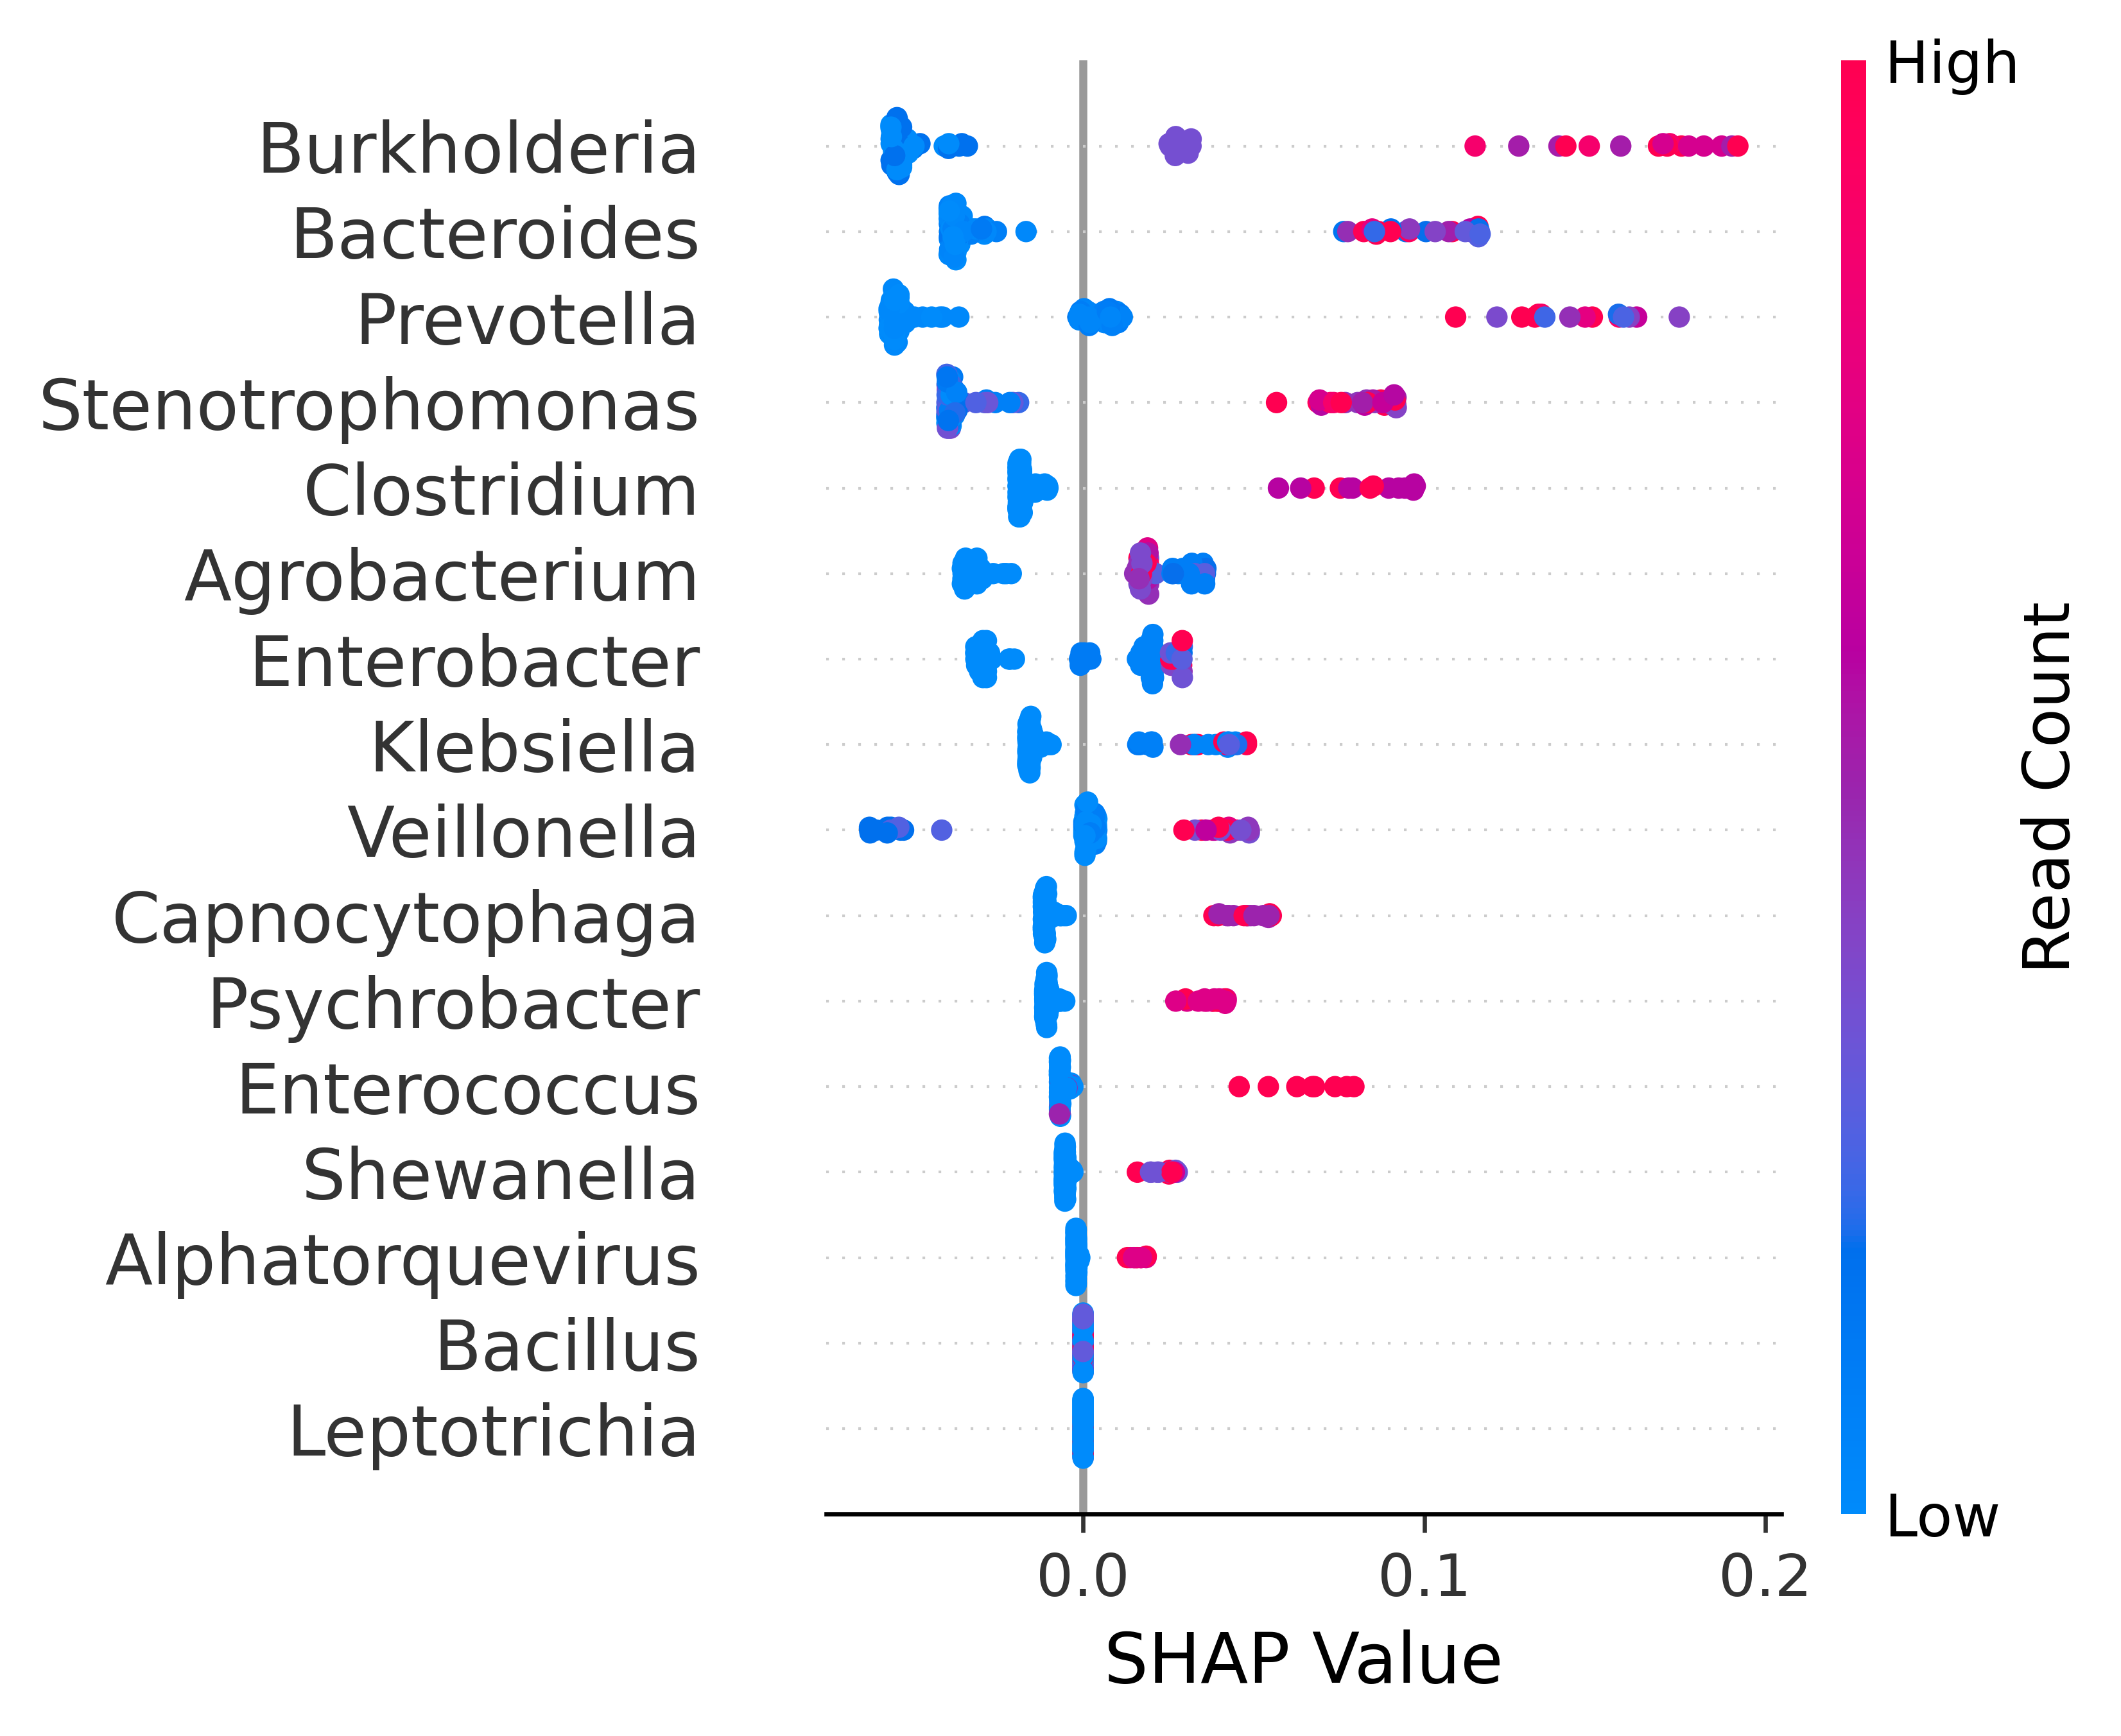 High
Burkholderia
Bacteroides
Prevotella
Stenotrophomonas
Clostridium
Agrobacterium
Enterobacter
Klebsiella
Veillonella
Capnocytophaga
Psychrobacter
Enterococcus
Shewanella
Alphatorquevirus
Bacillus
Leptotrichia
Read Count
Low
0.0 0.1 0.2
SHAP Value